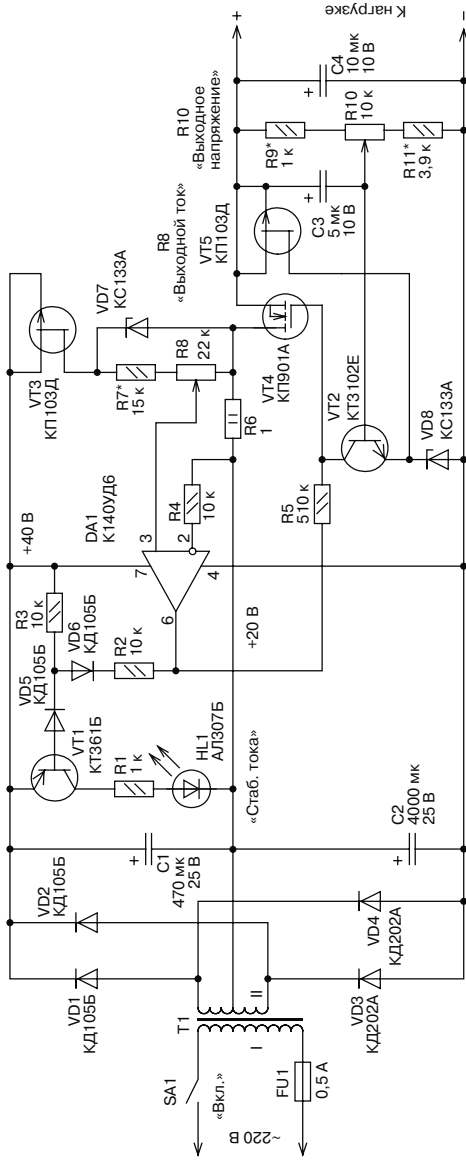 ~220 В
SA1
«Вкл.»
FU1
0,5 А
T1
I
II
VD1
КД105Б
VD2
КД105Б
VD3
КД202А
VD4
КД202А
+
C1
470 мк
25 В
+
C2
4000 мк
25 В
VT1
КТ361Б
R1
1 к
HL1
АЛ307Б
«Стаб. тока»
VD5
КД105Б
VD6
КД105Б
R2
10 к
R3
10 к
+40 В
+20 В
DA1
К140УД6
7
3
2
6
4
R4
10 к
R5
510 к
R6
1
VT3
КП103Д
R7*
15 к
VD7
КС133А
R8
22 к
R8
«Выходной ток»
VT4
КП901А
VT2
КТ3102Е
VD8
КС133А
VT5
КП103Д
+
C3
5 мк
10 В
R10
«Выходное
напряжение»
R9*
1 к
R10
10 к
R11*
3,9 к
+
C4
10 мк
10 В
+
К нагрузке
–